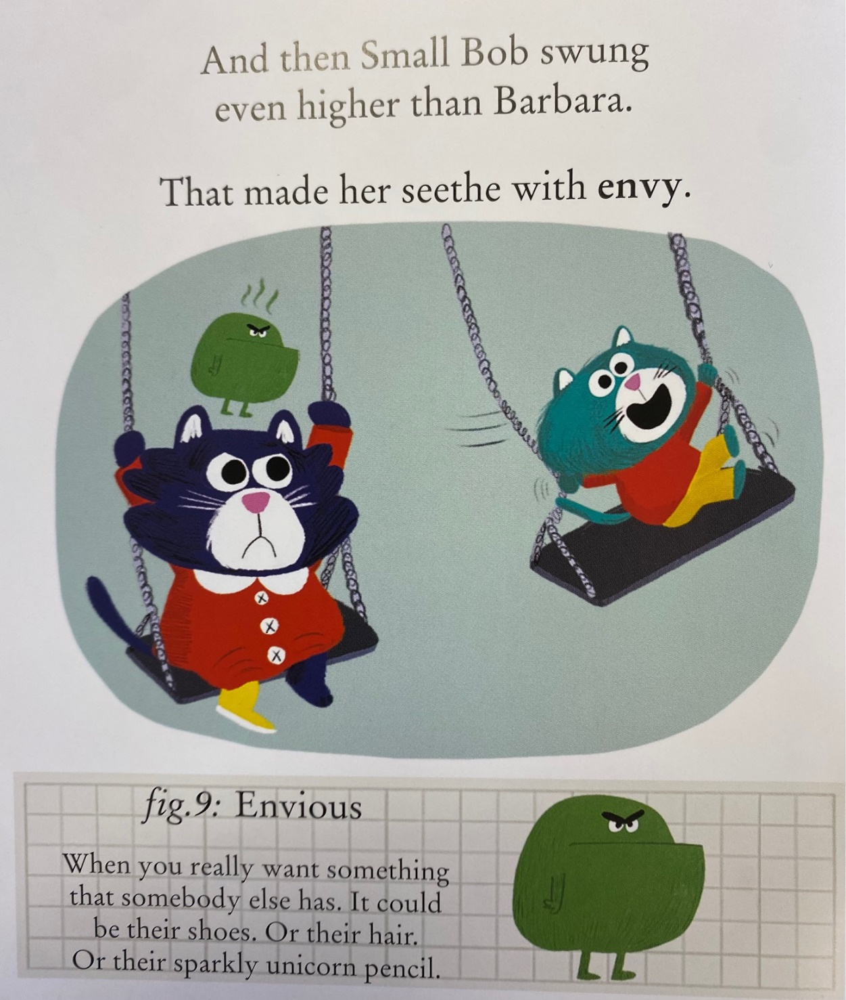 And then Small Bob swung
even higher than Barbara.
That made her seethe with envy.
fig.9: Envious
When you really want something
that somebody else has. It could
be their shoes. Or their hair.
Or their sparkly unicorn pencil.